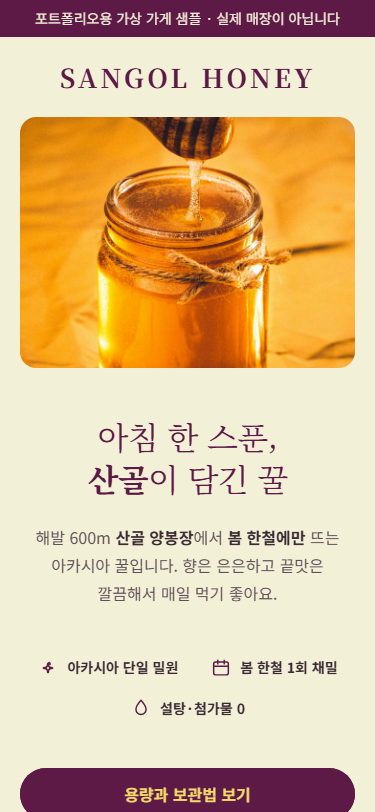 포트폴리오용 가상 가게 샘플 · 실제 매장이 아닙니다
SANGOL HONEY
아침 한 스푼,
산골이 담긴 꿀
해발 600m 산골 양봉장에서 봄 한철에만 뜨는
아카시아 꿀입니다. 향은 은은하고 끝맛은
깔끔해서 매일 먹기 좋아요.
아카시아 단일 밀원
봄 한철 1회 채밀
설탕·첨가물 0
용량과 보관법 보기